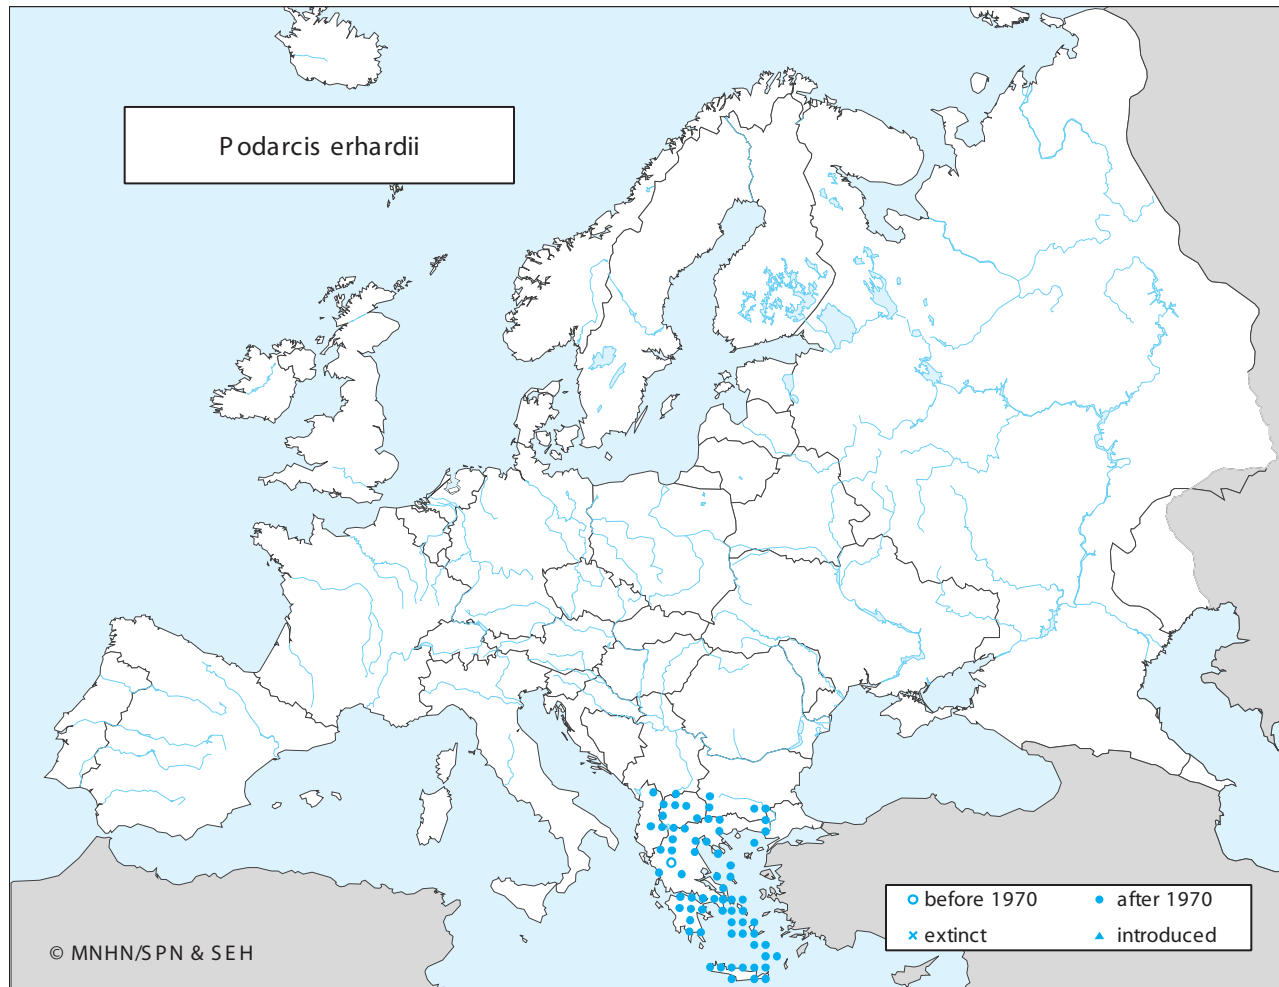 Podarcis erhardii
before 1970
after 1970
extinct
introduced
© MNHN/SPN & SEH